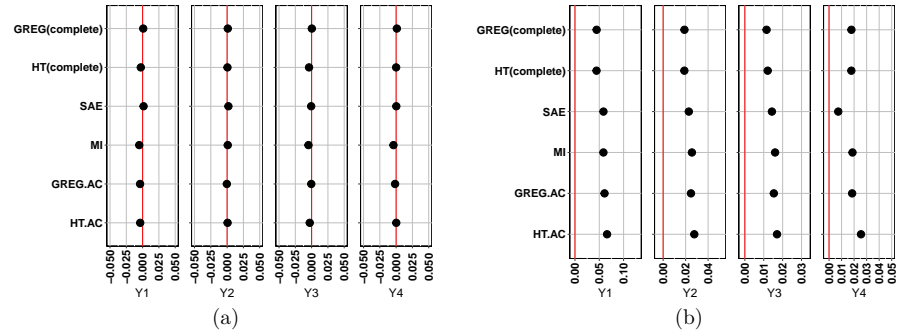 GREG(complete)
HT(complete)
SAE
MI
GREG.AC
HT.AC
−0.050 −0.025 0.000 0.025 0.050
−0.050 −0.025 0.000 0.025 0.050
−0.050 −0.025 0.000 0.025 0.050
−0.050 −0.025 0.000 0.025 0.050
Y1 Y2 Y3 Y4
(a)
GREG(complete)
HT(complete)
SAE
MI
GREG.AC
HT.AC
0.00 0.05 0.10
0.00 0.02 0.04
0.00 0.01 0.02 0.03
0.00 0.01 0.02 0.03 0.04 0.05
Y1 Y2 Y3 Y4
(b)